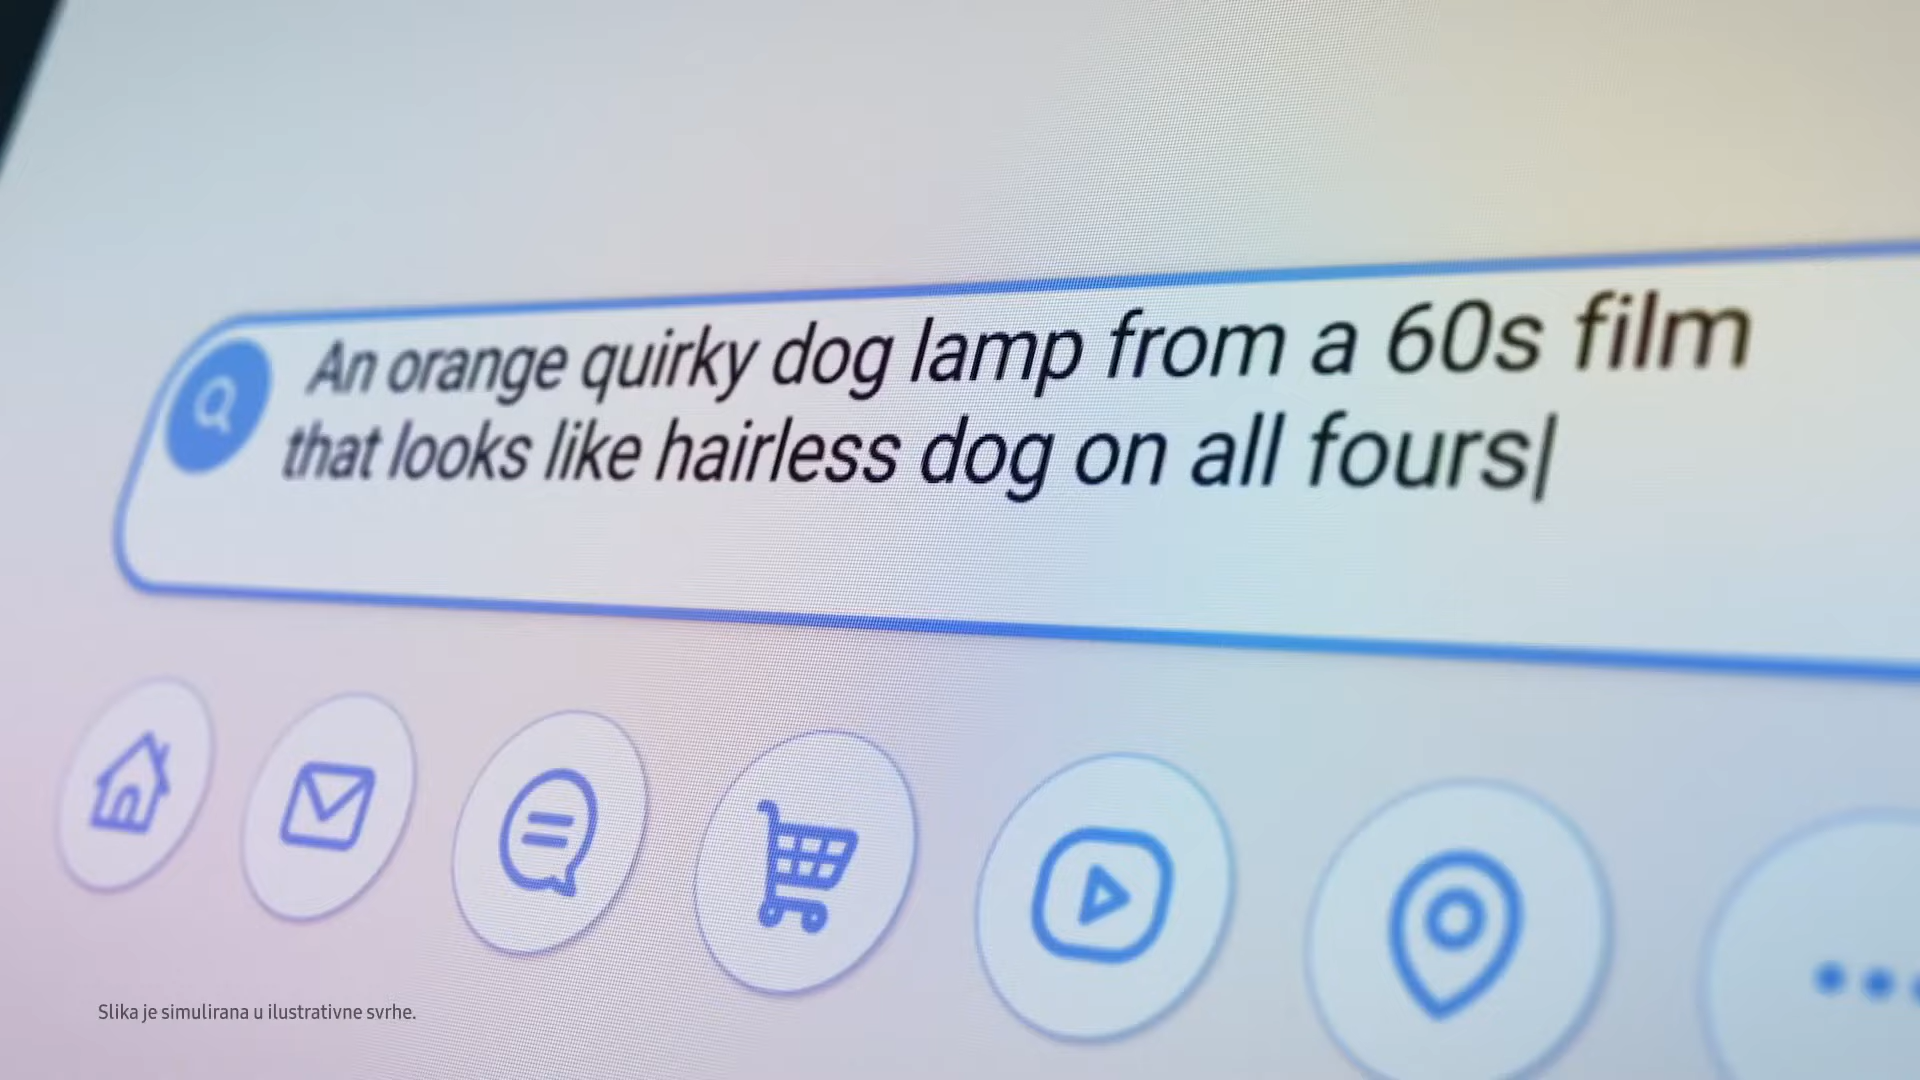 An orange quirky dog lamp from a 60s film
that looks like hairless dog on all fours
Slika je simulirana u ilustrativne svrhe.